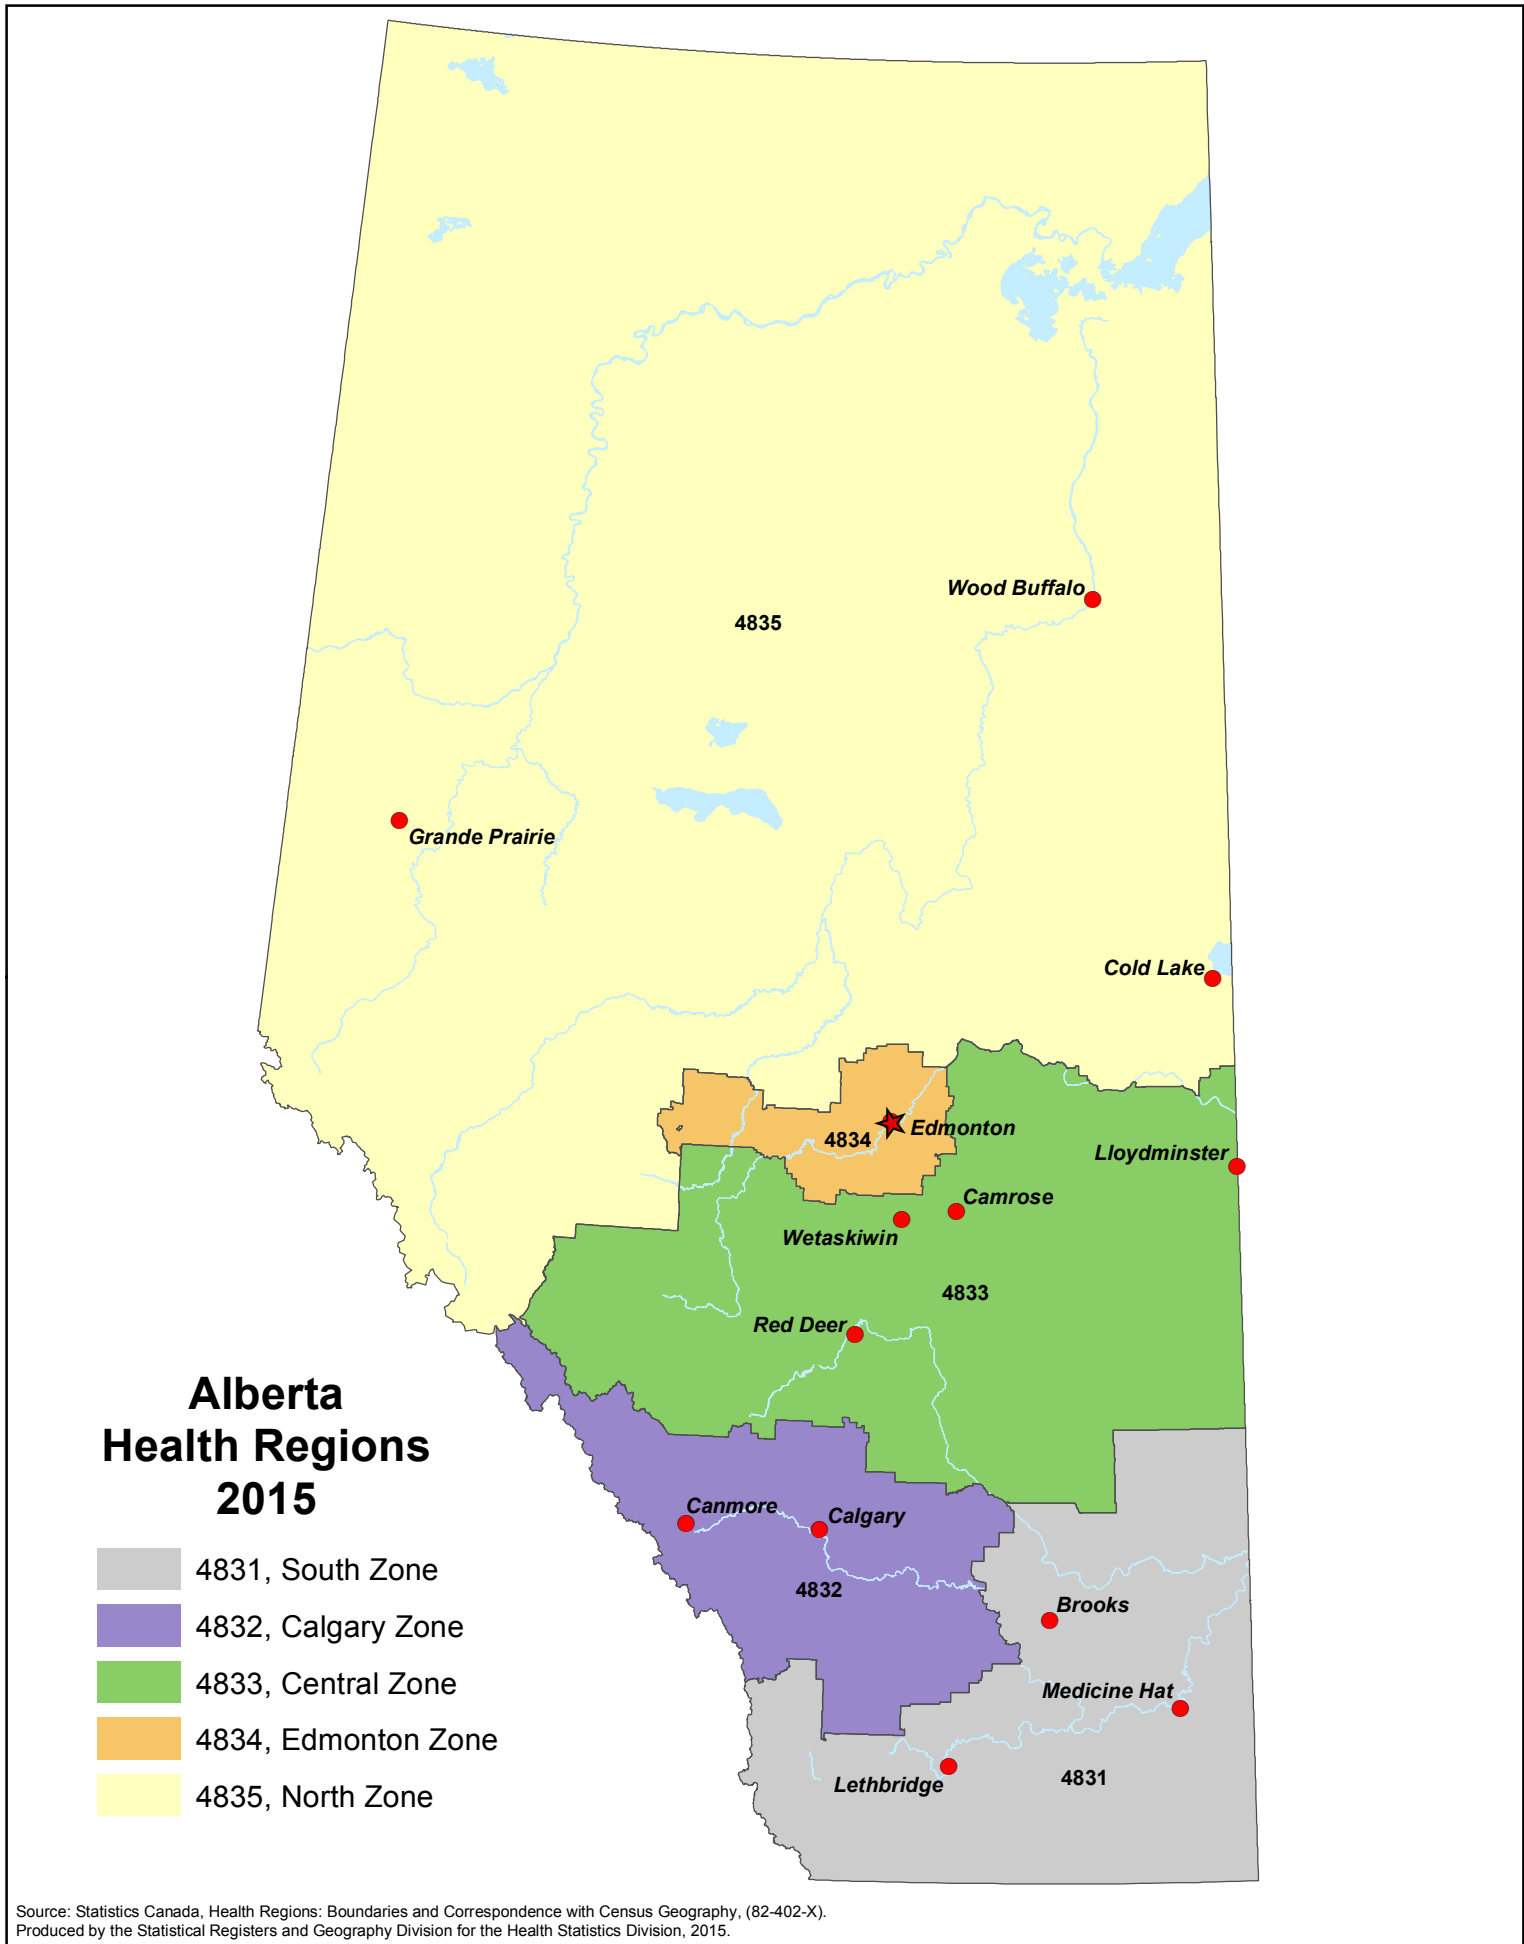 Wood Buffalo
4835
Grande Prairie
Cold Lake
Edmonton
4834
Lloydminster
Camrose
Wetaskiwin
4833
Red Deer
Alberta
Health Regions
2015
Canmore
Calgary
4832
Brooks
Medicine Hat
Lethbridge
4831
4831, South Zone
4832, Calgary Zone
4833, Central Zone
4834, Edmonton Zone
4835, North Zone
Source: Statistics Canada, Health Regions: Boundaries and Correspondence with Census Geography, (82-402-X).
Produced by the Statistical Registers and Geography Division for the Health Statistics Division, 2015.